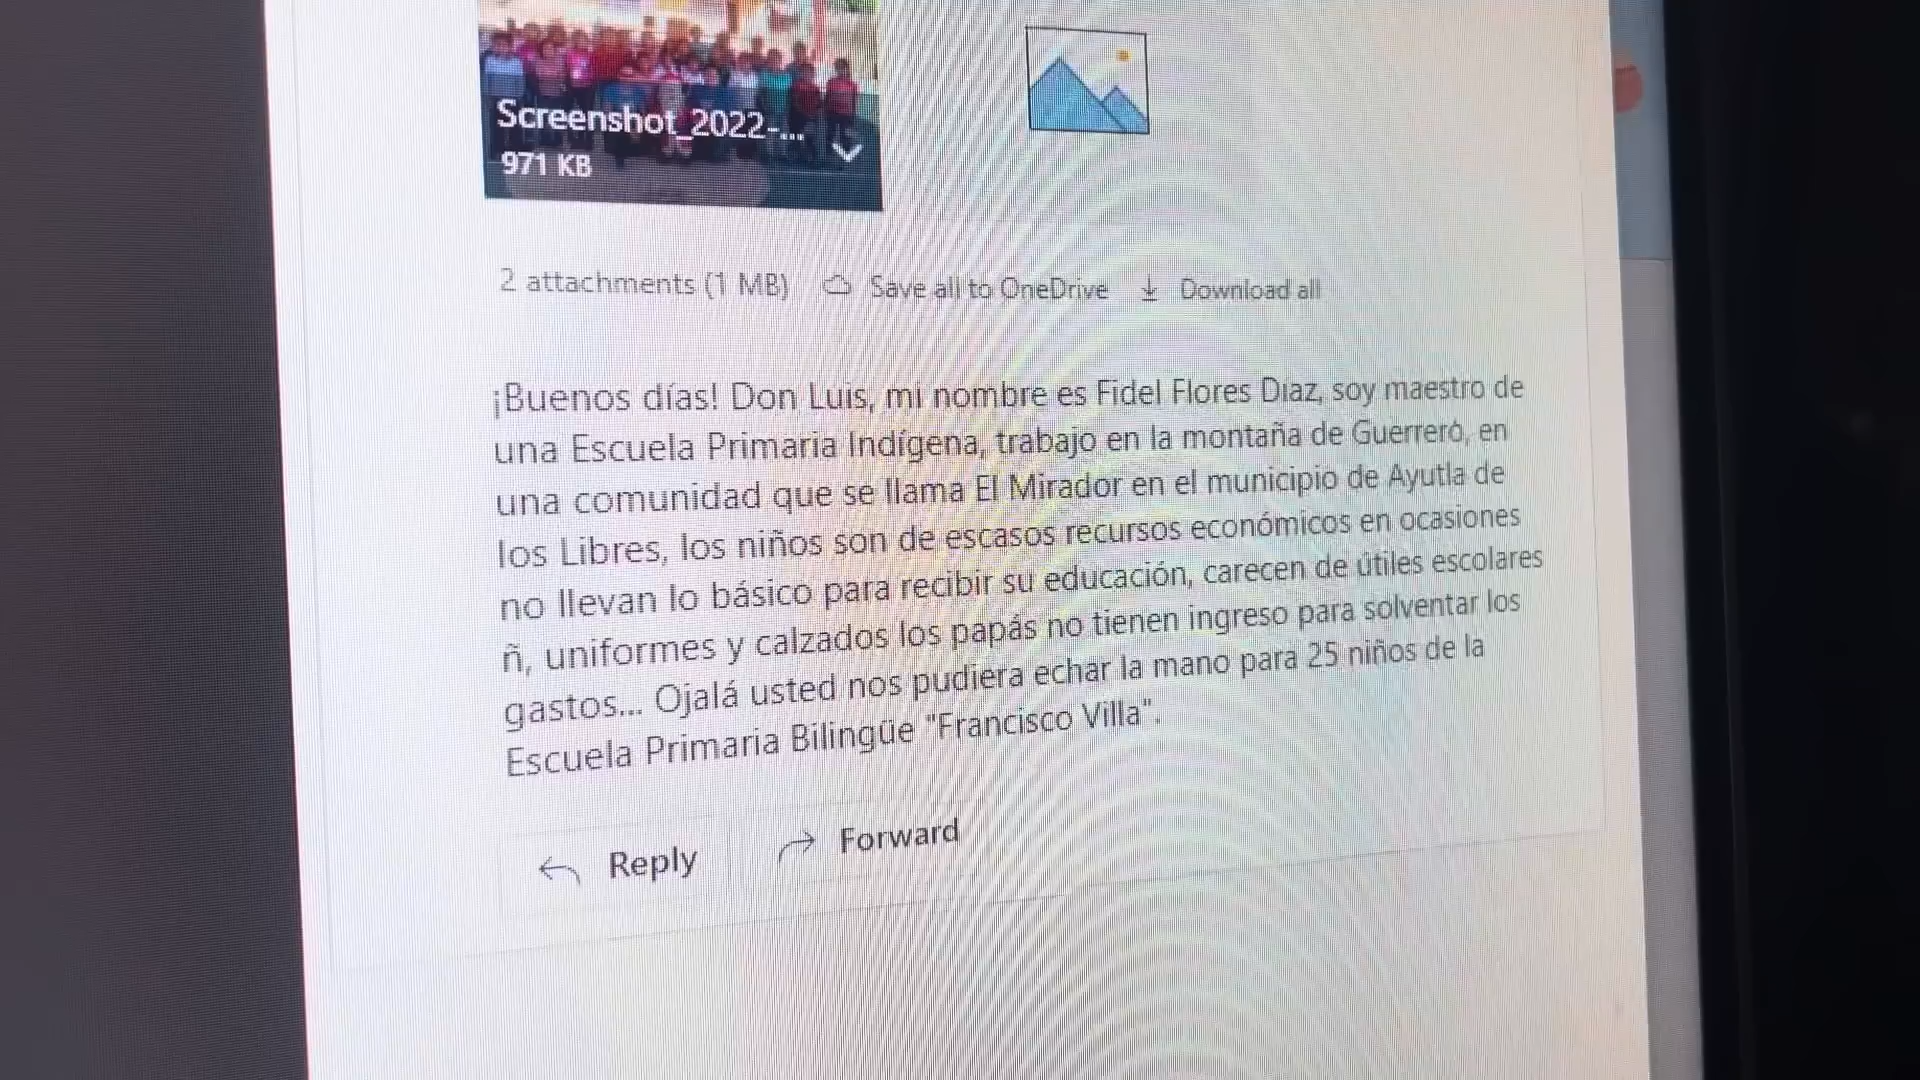 Screenshot_2022-...
971 KB
2 attachments (1 MB) Save all to OneDrive Download all
¡Buenos días! Don Luis, mi nombre es Fidel Flores Diaz, soy maestro de
una Escuela Primaria Indígena, trabajo en la montaña de Guerrero, en
una comunidad que se llama El Mirador en el municipio de Ayutla de
los Libres, los niños son de escasos recursos económicos en ocasiones
no llevan lo básico para recibir su educación, carecen de útiles escolares
ñ, uniformes y calzados los papás no tienen ingreso para solventar los
gastos... Ojalá usted nos pudiera echar la mano para 25 niños de la
Escuela Primaria Bilingüe "Francisco Villa".
Reply Forward